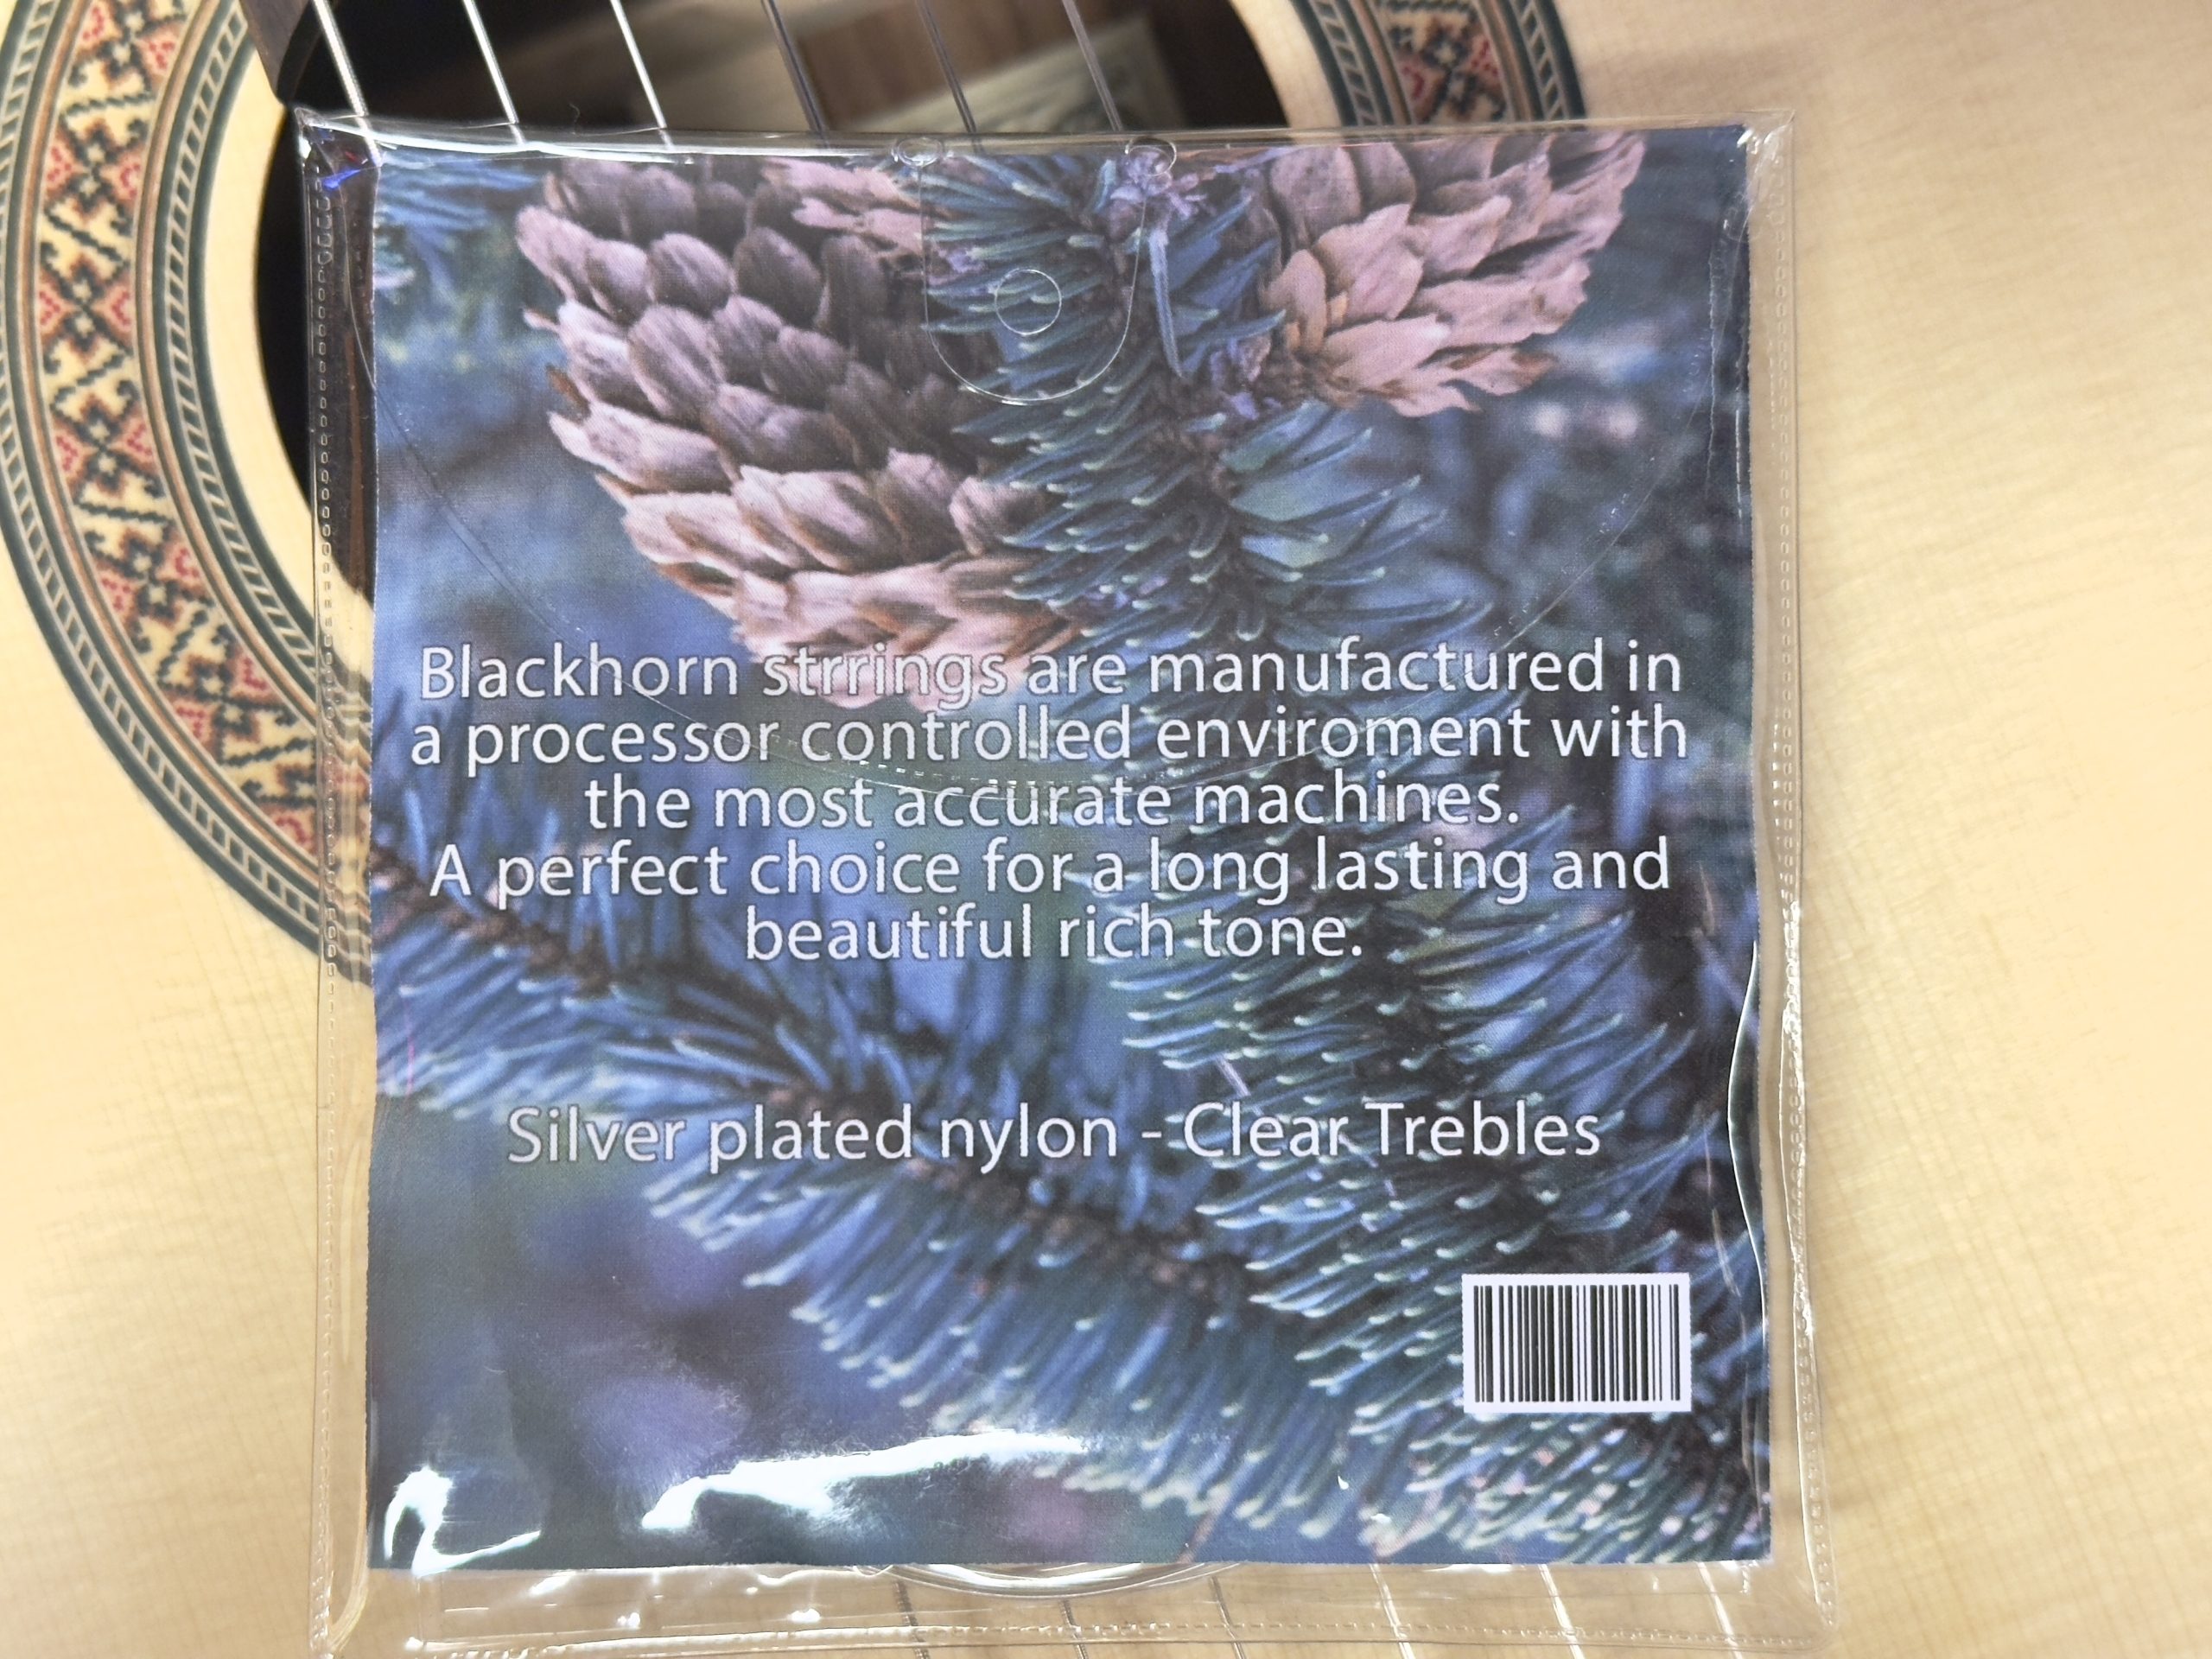 Blackhorn strrings are manufactured in
a processor controlled enviroment with
the most accurate machines.
A perfect choice for a long lasting and
beautiful rich tone.
Silver plated nylon - Clear Trebles